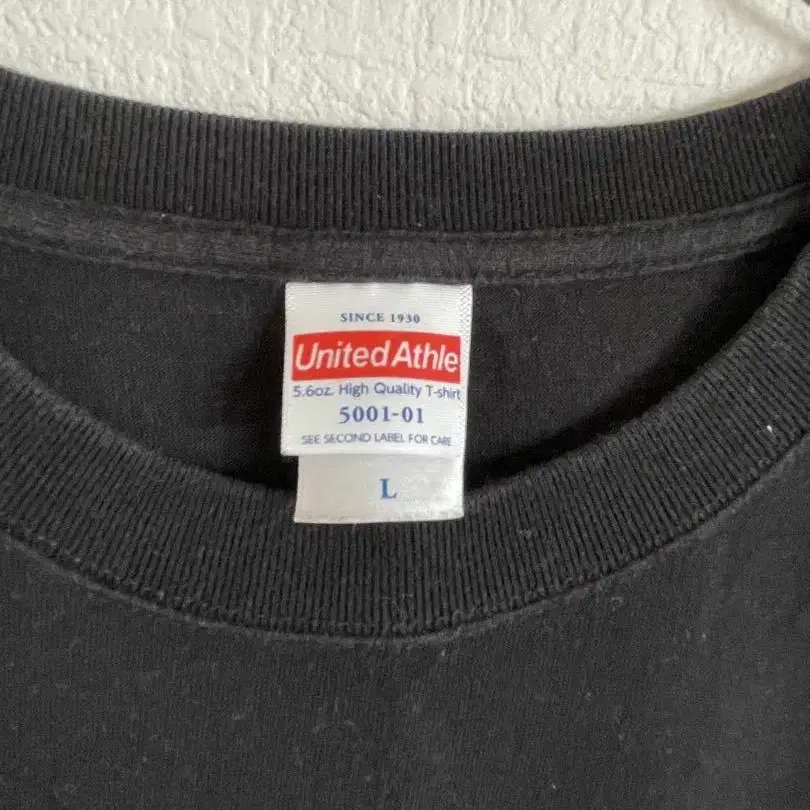 SINCE 1930
United Athle
5.6oz. High Quality T-shirt
5001-01
SEE SECOND LABEL FOR CARE
L